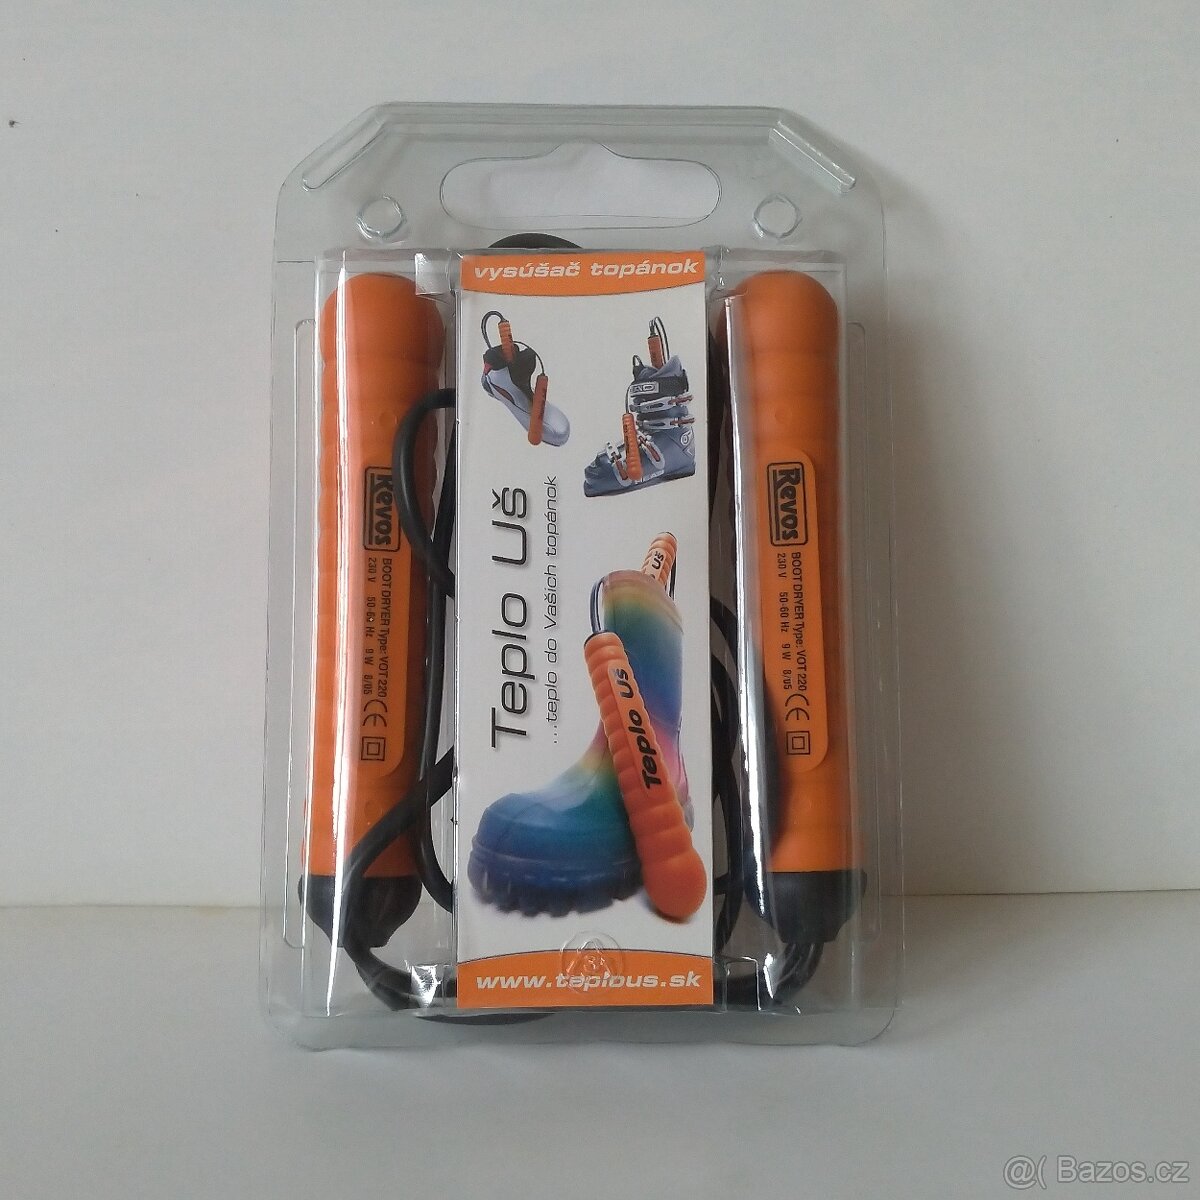 vysúšač topánok
Teplo Uš
...teplo do Vašich topánok
Teplo Uš
lo Uš
www.teplous.sk
Revos
BOOT DRYER Type: VOT 220
230 V 50-60 Hz 9 W 8/05
CE
Revos
BOOT DRYER Type: VOT 220
230 V 50-60 Hz 9 W 8/05
CE
@( Bazos.cz